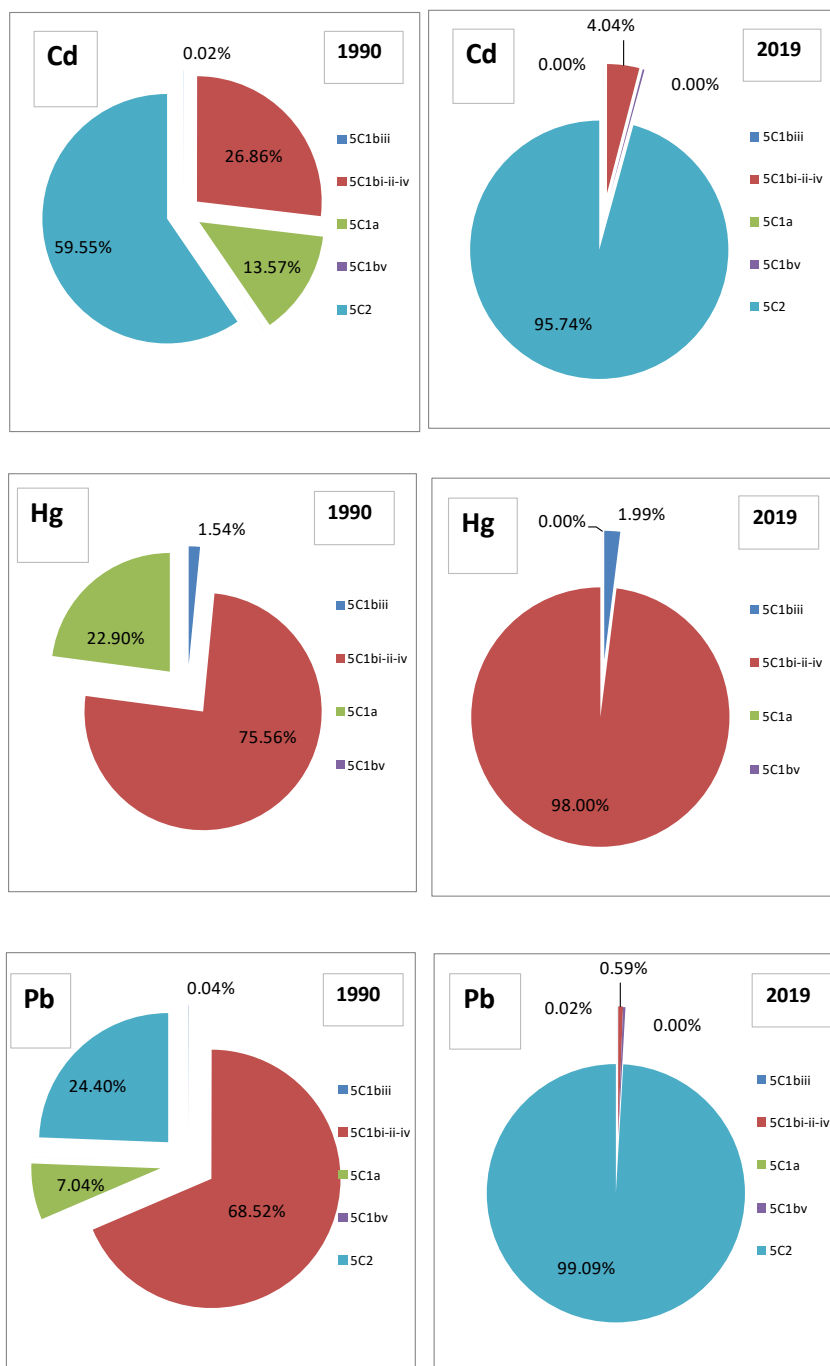 Cd
1990
0.02%
26.86%
59.55%
13.57%
5C1biii
5C1bi-ii-iv
5C1a
5C1bv
5C2
Cd
2019
4.04%
0.00%
0.00%
95.74%
5C1biii
5C1bi-ii-iv
5C1a
5C1bv
5C2
Hg
1990
1.54%
22.90%
75.56%
5C1biii
5C1bi-ii-iv
5C1a
5C1bv
Hg
2019
0.00%
1.99%
98.00%
5C1biii
5C1bi-ii-iv
5C1a
5C1bv
Pb
1990
0.04%
24.40%
7.04%
68.52%
5C1biii
5C1bi-ii-iv
5C1a
5C1bv
5C2
Pb
2019
0.59%
0.02%
0.00%
99.09%
5C1biii
5C1bi-ii-iv
5C1a
5C1bv
5C2